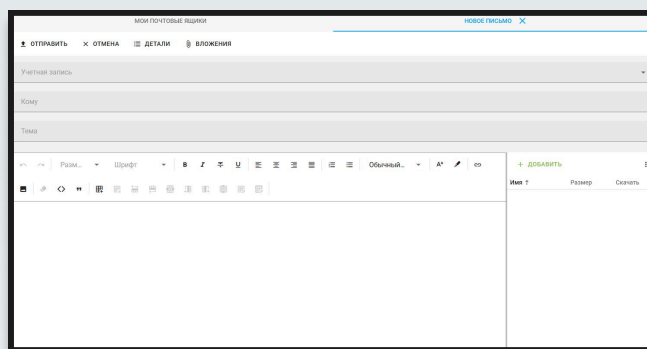 МОИ ПОЧТОВЫЕ ЯЩИКИ
НОВОЕ ПИСЬМО
ОТПРАВИТЬ ОТМЕНА ДЕТАЛИ ВЛОЖЕНИЯ
Учетная запись
Кому
Тема
Разм... Шрифт B I T U Обычный... A
+ ДОБАВИТЬ
Имя ↑ Размер Скачать